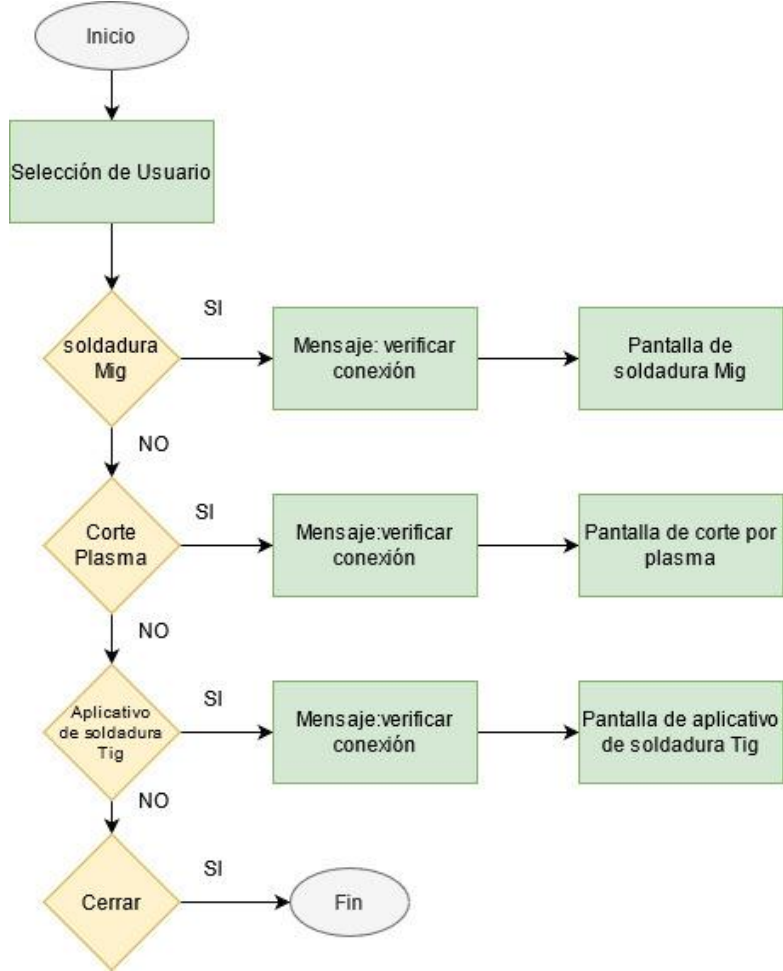 Inicio
Selección de Usuario
SI
soldadura
Mig
Mensaje: verificar
conexión
Pantalla de
soldadura Mig
NO
SI
Corte
Plasma
Mensaje:verificar
conexión
Pantalla de corte por
plasma
NO
SI
Aplicativo
de soldadura
Tig
Mensaje:verificar
conexión
Pantalla de aplicativo
de soldadura Tig
NO
SI
Cerrar
Fin